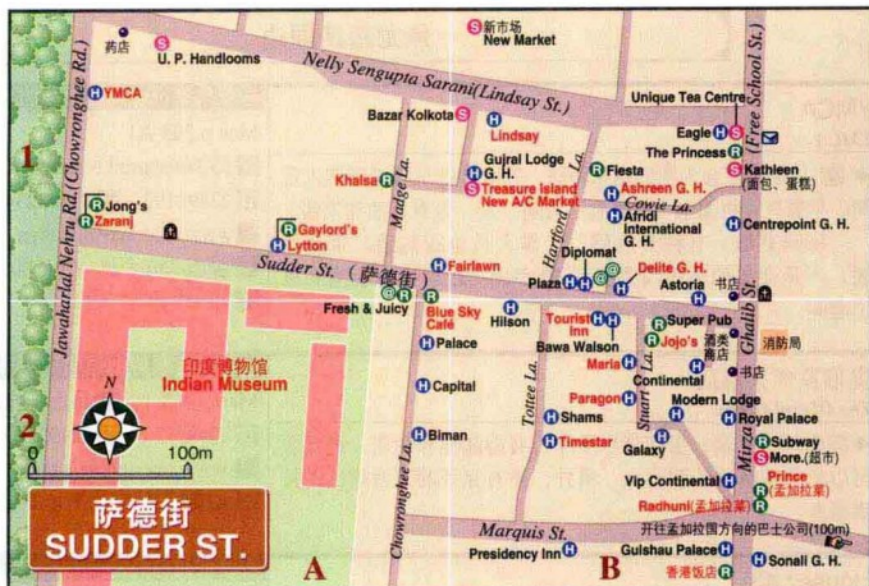 药店
S
U. P. Handlooms
S 新市场
New Market
Nelly Sengupta Sarani(Lindsay St.)
(Free School St.)
Jawaharlal Nehru Rd.(Chowronghee Rd.)
H YMCA
Bazar Kolkota S
H
Lindsay
Unique Tea Centre
Eagle H S
The Princess R
S Kathleen
(面包、蛋糕)
1
Khalsa R
Madge La.
Gujral Lodge
G. H.
H
S Treasure Island
New A/C Market
Hartford La.
R Fiesta
H Ashreen G. H.
Cowie La.
H Afridi
International G. H.
H Centrepoint G. H.
R Jong's
R Zaranj
R Gaylord's
H Lytton
Sudder St. (萨德街)
H Fairlawn
Diplomat
Plaza H H @ @
H Delite G. H.
Astoria H
书店
@ R
Fresh & Juicy
R
Blue Sky
Café
H
Hilson
Tourist
Inn
H H
Bawa Walson
R Super Pub
R Jojo's
酒类
商店
消防局
Mirza Ghalib St.
印度博物馆
Indian Museum
H Palace
Maria H
Stuart La.
Continental H
书店
H Capital
Tottee La.
Paragon H
Modern Lodge
H
2
N
0 100m
H Shams
H Royal Palace
H Biman
H Timestar
H
Galaxy
R Subway
S More.(超市)
Prince
R (孟加拉菜)
Vip Continental H
Radhuni(孟加拉菜) R
萨德街
SUDDER ST.
Chowronghee La.
Marquis St.
开往孟加拉国方向的巴士公司(100m)
A
Presidency Inn H
B
Gulshau Palace H
H Sonali G. H.
香港饭店 R